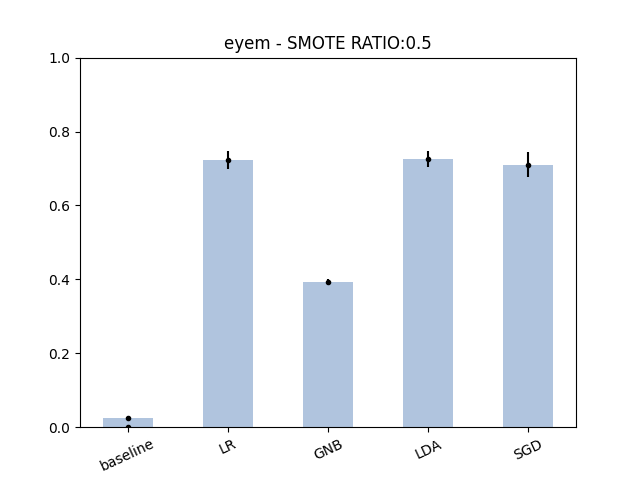 eyem - SMOTE RATIO:0.5
1.0
0.8
0.6
0.4
0.2
0.0
baseline
LR
GNB
LDA
SGD